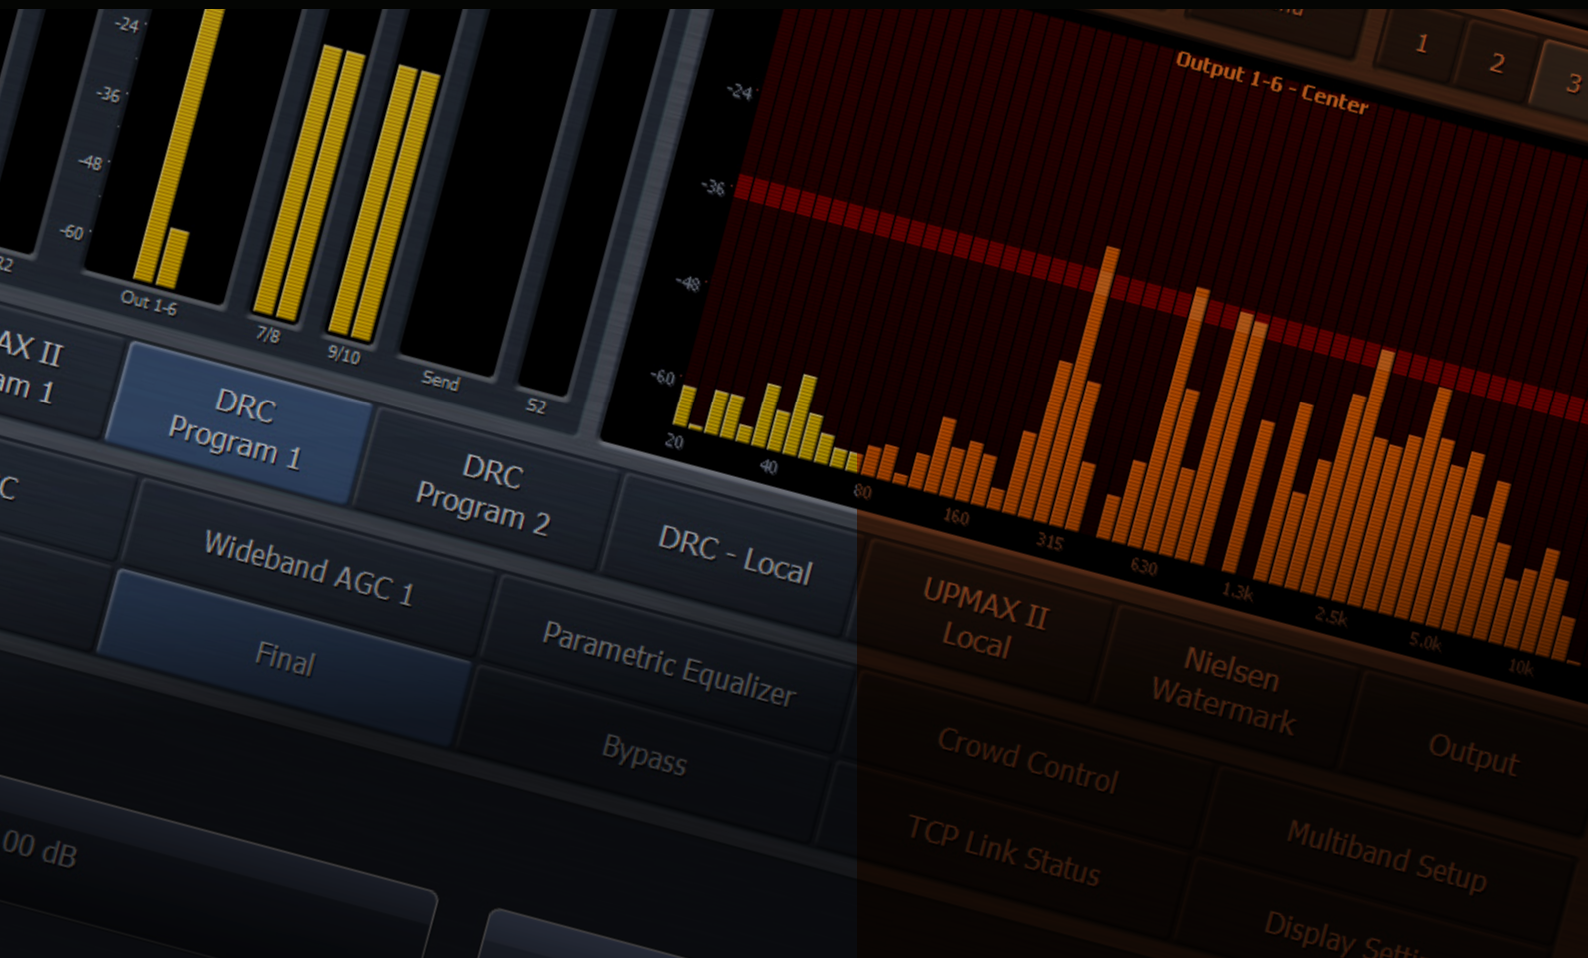 -24
-36
-48
-60
Out 1-6
7/8
9/10
Send
S2
-24
-36
-48
-60
20
40
80
160
315
630
1.3k
2.5k
5.0k
10k
Output 1-6 - Center
1
2
3
DRC
Program 1
DRC
Program 2
DRC - Local
UPMAX II
Local
Nielsen
Watermark
Output
Wideband AGC 1
Parametric Equalizer
Crowd Control
Multiband Setup
Final
Bypass
TCP Link Status
Display
00 dB